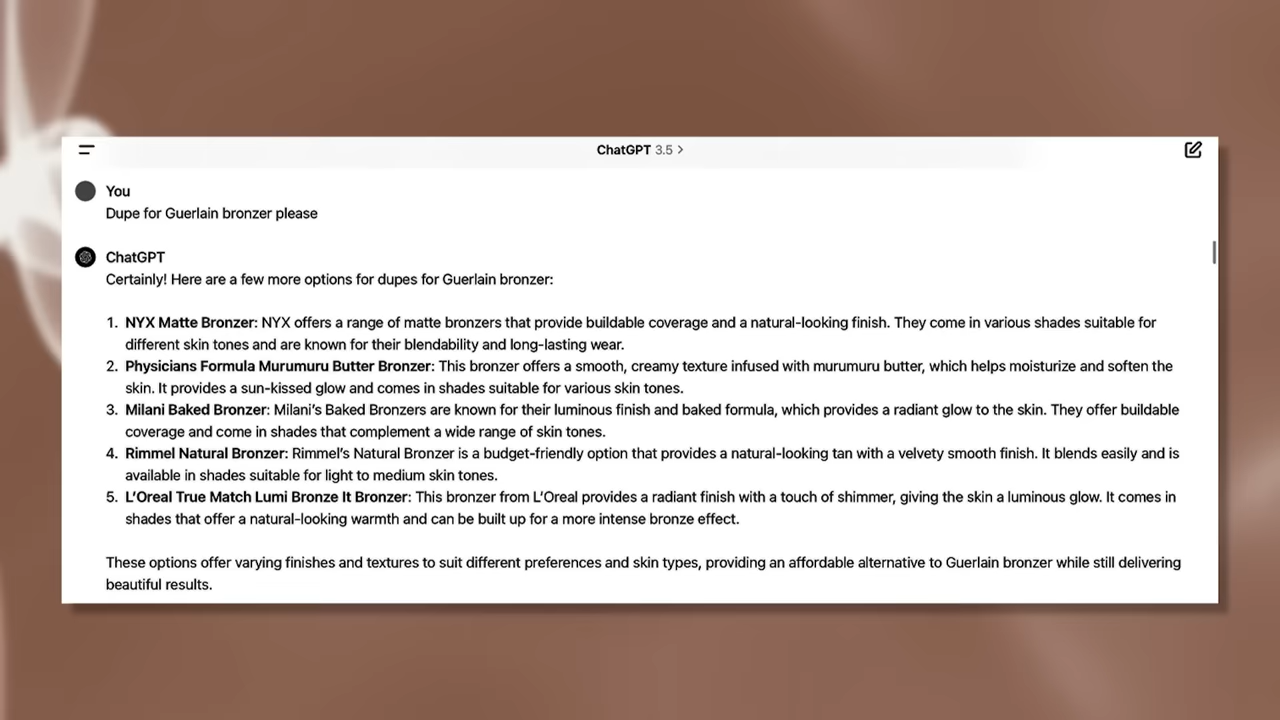 ChatGPT 3.5 >
You
Dupe for Guerlain bronzer please
ChatGPT
Certainly! Here are a few more options for dupes for Guerlain bronzer:
1. NYX Matte Bronzer: NYX offers a range of matte bronzers that provide buildable coverage and a natural-looking finish. They come in various shades suitable for
different skin tones and are known for their blendability and long-lasting wear.
2. Physicians Formula Murumuru Butter Bronzer: This bronzer offers a smooth, creamy texture infused with murumuru butter, which helps moisturize and soften the
skin. It provides a sun-kissed glow and comes in shades suitable for various skin tones.
3. Milani Baked Bronzer: Milani's Baked Bronzers are known for their luminous finish and baked formula, which provides a radiant glow to the skin. They offer buildable
coverage and come in shades that complement a wide range of skin tones.
4. Rimmel Natural Bronzer: Rimmel's Natural Bronzer is a budget-friendly option that provides a natural-looking tan with a velvety smooth finish. It blends easily and is
available in shades suitable for light to medium skin tones.
5. L'Oreal True Match Lumi Bronze It Bronzer: This bronzer from L'Oreal provides a radiant finish with a touch of shimmer, giving the skin a luminous glow. It comes in
shades that offer a natural-looking warmth and can be built up for a more intense bronze effect.
These options offer varying finishes and textures to suit different preferences and skin types, providing an affordable alternative to Guerlain bronzer while still delivering
beautiful results.